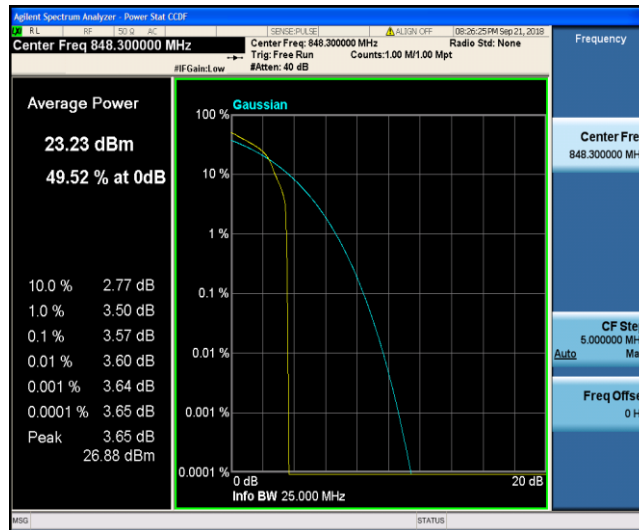 Agilent Spectrum Analyzer - Power Stat CCDF
RL RF 50 Ω AC SENSE:PULSE ALIGN OFF 08:26:25 PM Sep 21, 2018
Center Freq 848.300000 MHz
Center Freq: 848.300000 MHz Radio Std: None
Trig: Free Run Counts:1.00 M/1.00 Mpt
#IFGain:Low #Atten: 40 dB
Frequency
Average Power
23.23 dBm
49.52 % at 0dB
10.0 % 2.77 dB
1.0 % 3.50 dB
0.1 % 3.57 dB
0.01 % 3.60 dB
0.001 % 3.64 dB
0.0001 % 3.65 dB
Peak 3.65 dB
26.88 dBm
Gaussian
100 %
10 %
1 %
0.1 %
0.01 %
0.001 %
0.0001 %
0 dB 20 dB
Info BW 25.000 MHz
Center Fre
848.300000 MH
CF Ste
5.000000 MH
Auto Ma
Freq Offse
0 H
MSG STATUS